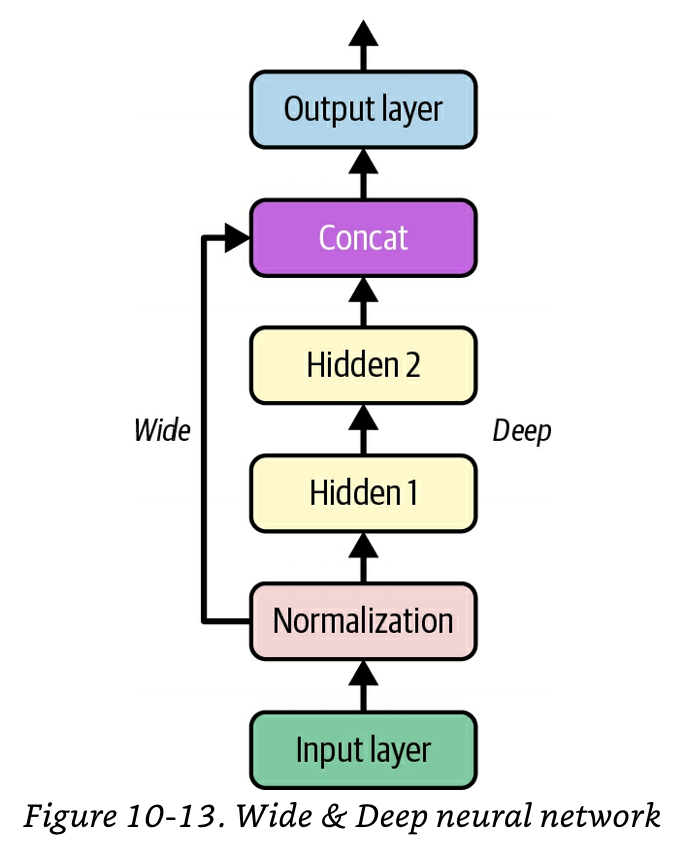 Output layer
Concat
Hidden 2
Wide
Deep
Hidden 1
Normalization
Input layer
Figure 10-13. Wide & Deep neural network